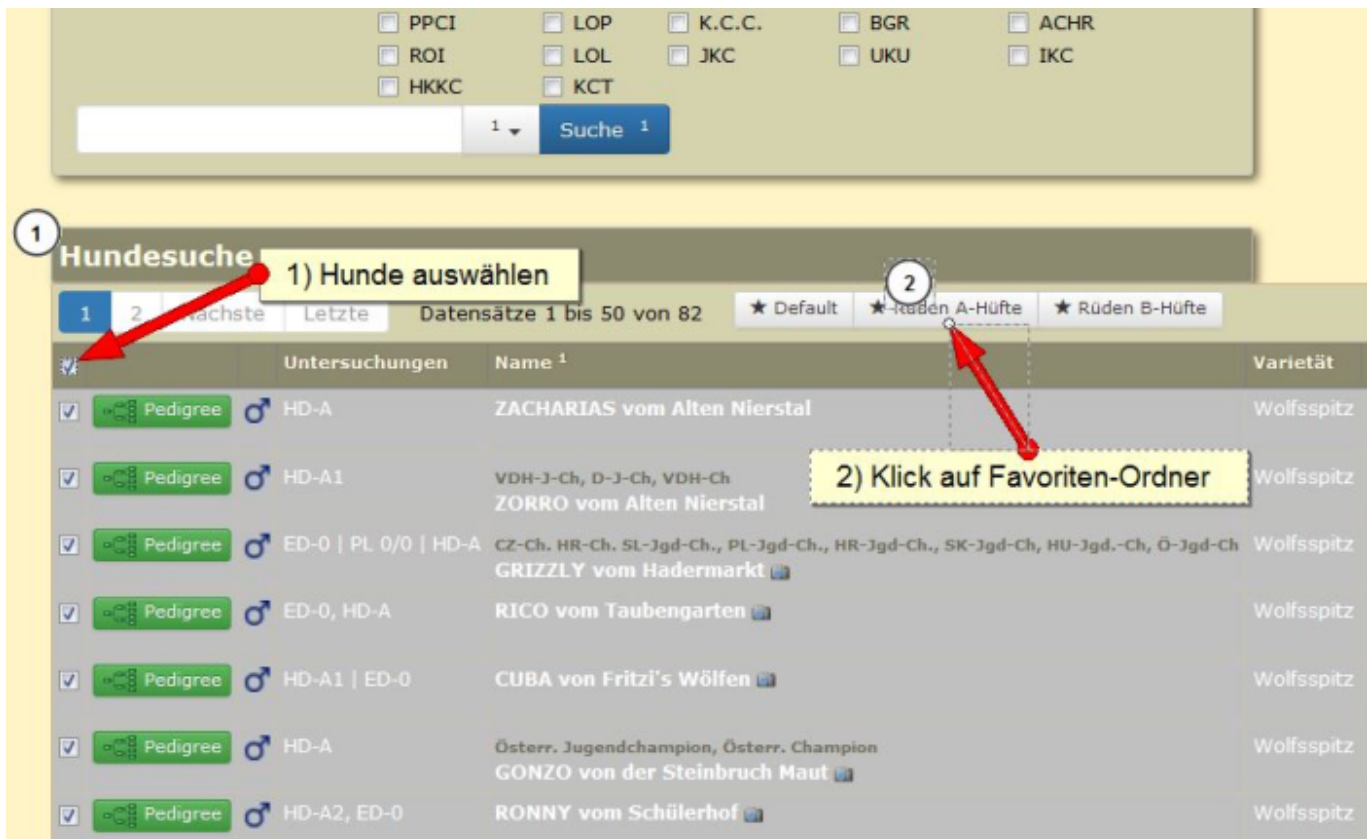 PPCI LOP K.C.C. BGR ACHR
ROI LOL JKC UKU IKC
HKKC KCT
1 Suche 1
1
Hundesuche
1) Hunde auswählen
2
1 2 Nächste Letzte Datensätze 1 bis 50 von 82 ★ Default ★ Rüden A-Hüfte ★ Rüden B-Hüfte
Untersuchungen Name 1 Varietät
Pedigree HD-A ZACHARIAS vom Alten Nierstal Wolfsspitz
2) Klick auf Favoriten-Ordner
Pedigree HD-A1 VDH-J-Ch, D-J-Ch, VDH-Ch Wolfsspitz
ZORRO vom Alten Nierstal
Pedigree ED-0 | PL 0/0 | HD-A CZ-Ch. HR-Ch. SL-Jgd-Ch., PL-Jgd-Ch., HR-Jgd-Ch., SK-Jgd-Ch, HU-Jgd.-Ch, Ö-Jgd-Ch Wolfsspitz
GRIZZLY vom Hadermarkt
Pedigree ED-0, HD-A RICO vom Taubengarten Wolfsspitz
Pedigree HD-A1 | ED-0 CUBA von Fritzi's Wölfen Wolfsspitz
Pedigree HD-A Österr. Jugendchampion, Österr. Champion Wolfsspitz
GONZO von der Steinbruch Maut
Pedigree HD-A2, ED-0 RONNY vom Schülerhof Wolfsspitz